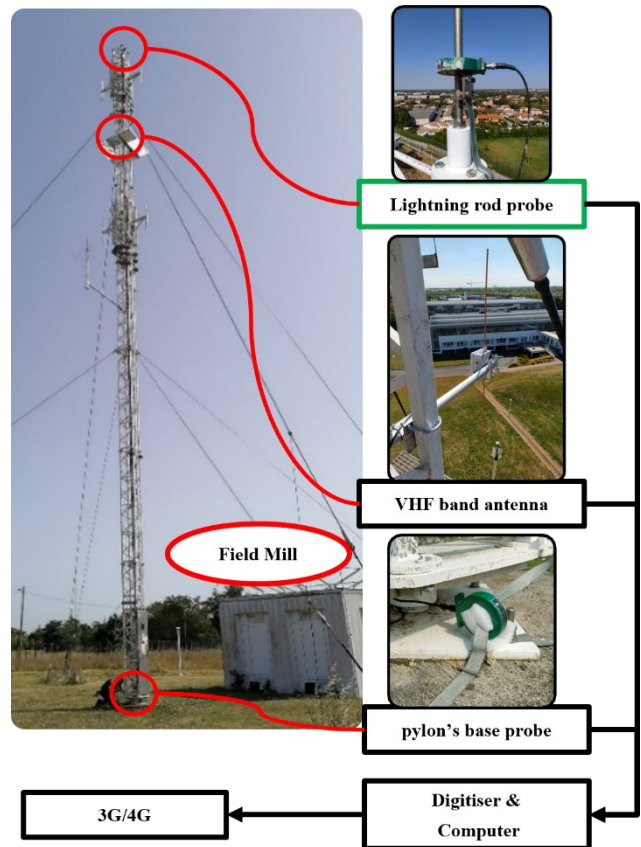 Lightning rod probe
VHF band antenna
Field Mill
pylon's base probe
3G/4G
Digitiser &
Computer